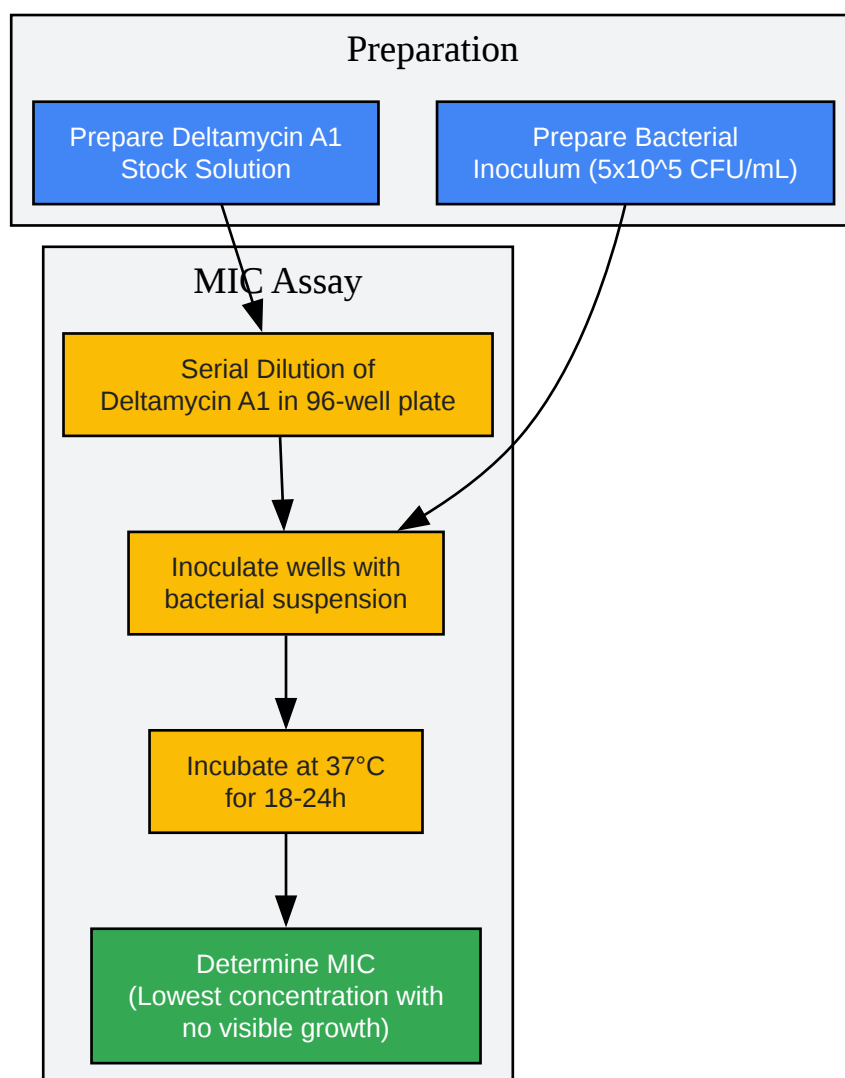 Preparation
Prepare Deltamycin A1
Stock Solution
Prepare Bacterial
Inoculum (5x10^5 CFU/mL)
MIC Assay
Serial Dilution of
Deltamycin A1 in 96-well plate
Inoculate wells with
bacterial suspension
Incubate at 37°C
for 18-24h
Determine MIC
(Lowest concentration with
no visible growth)